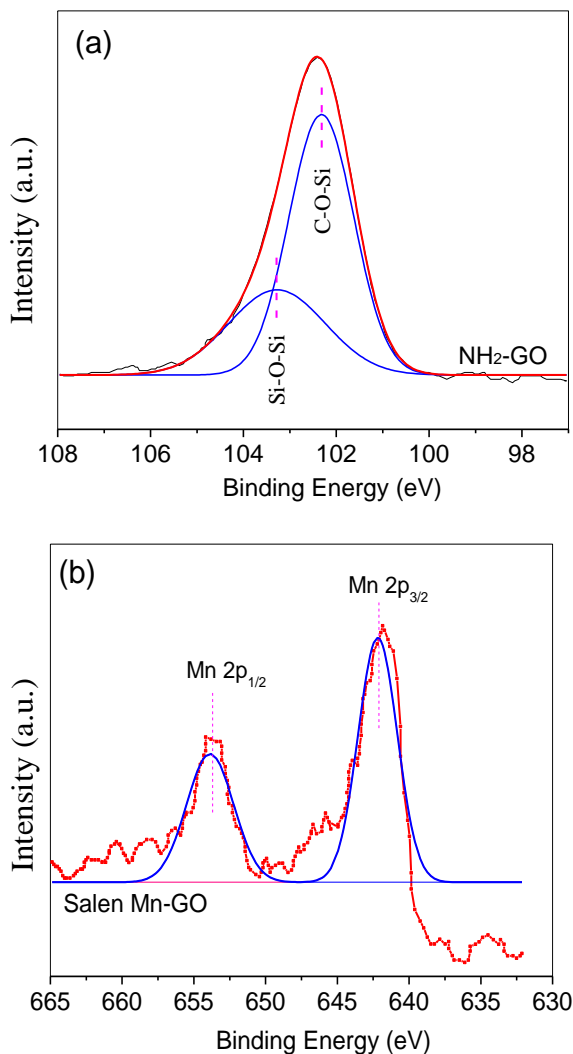 (a)
Intensity (a.u.)
C-O-Si
Si-O-Si
NH2-GO
108 106 104 102 100 98
Binding Energy (eV)
(b)
Mn 2p3/2
Mn 2p1/2
Intensity (a.u.)
Salen Mn-GO
665 660 655 650 645 640 635 630
Binding Energy (eV)